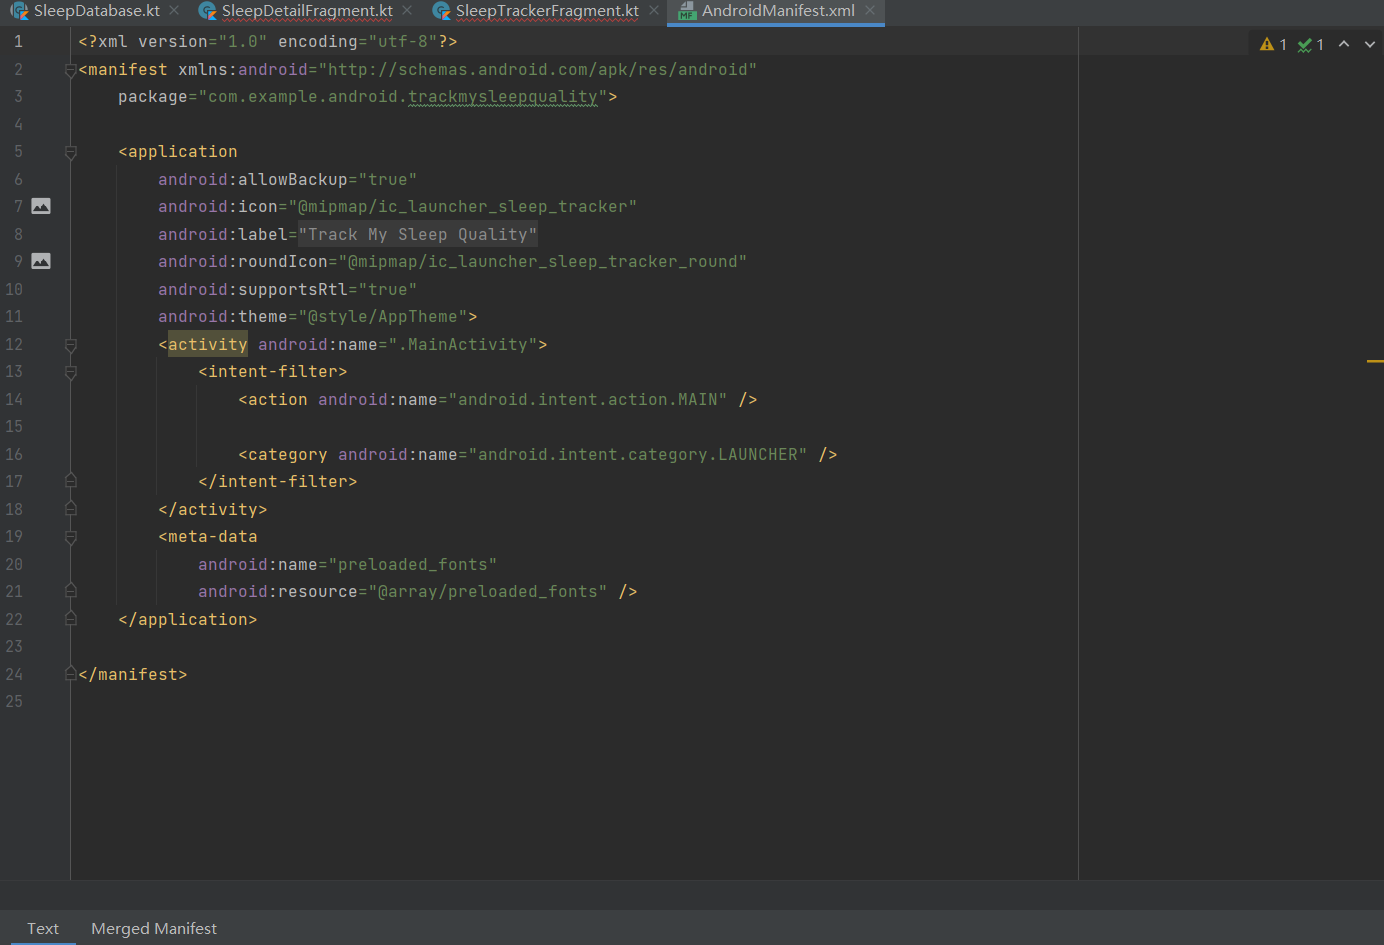 SleepDatabase.kt SleepDetailFragment.kt SleepTrackerFragment.kt AndroidManifest.xml
1 <?xml version="1.0" encoding="utf-8"?> 1 1
2 <manifest xmlns:android="http://schemas.android.com/apk/res/android"
3 package="com.example.android.trackmysleepquality">
4
5 <application
6 android:allowBackup="true"
7 android:icon="@mipmap/ic_launcher_sleep_tracker"
8 android:label="Track My Sleep Quality"
9 android:roundIcon="@mipmap/ic_launcher_sleep_tracker_round"
10 android:supportsRtl="true"
11 android:theme="@style/AppTheme">
12 <activity android:name=".MainActivity">
13 <intent-filter>
14 <action android:name="android.intent.action.MAIN" />
15
16 <category android:name="android.intent.category.LAUNCHER" />
17 </intent-filter>
18 </activity>
19 <meta-data
20 android:name="preloaded_fonts"
21 android:resource="@array/preloaded_fonts" />
22 </application>
23
24 </manifest>
25
Text Merged Manifest